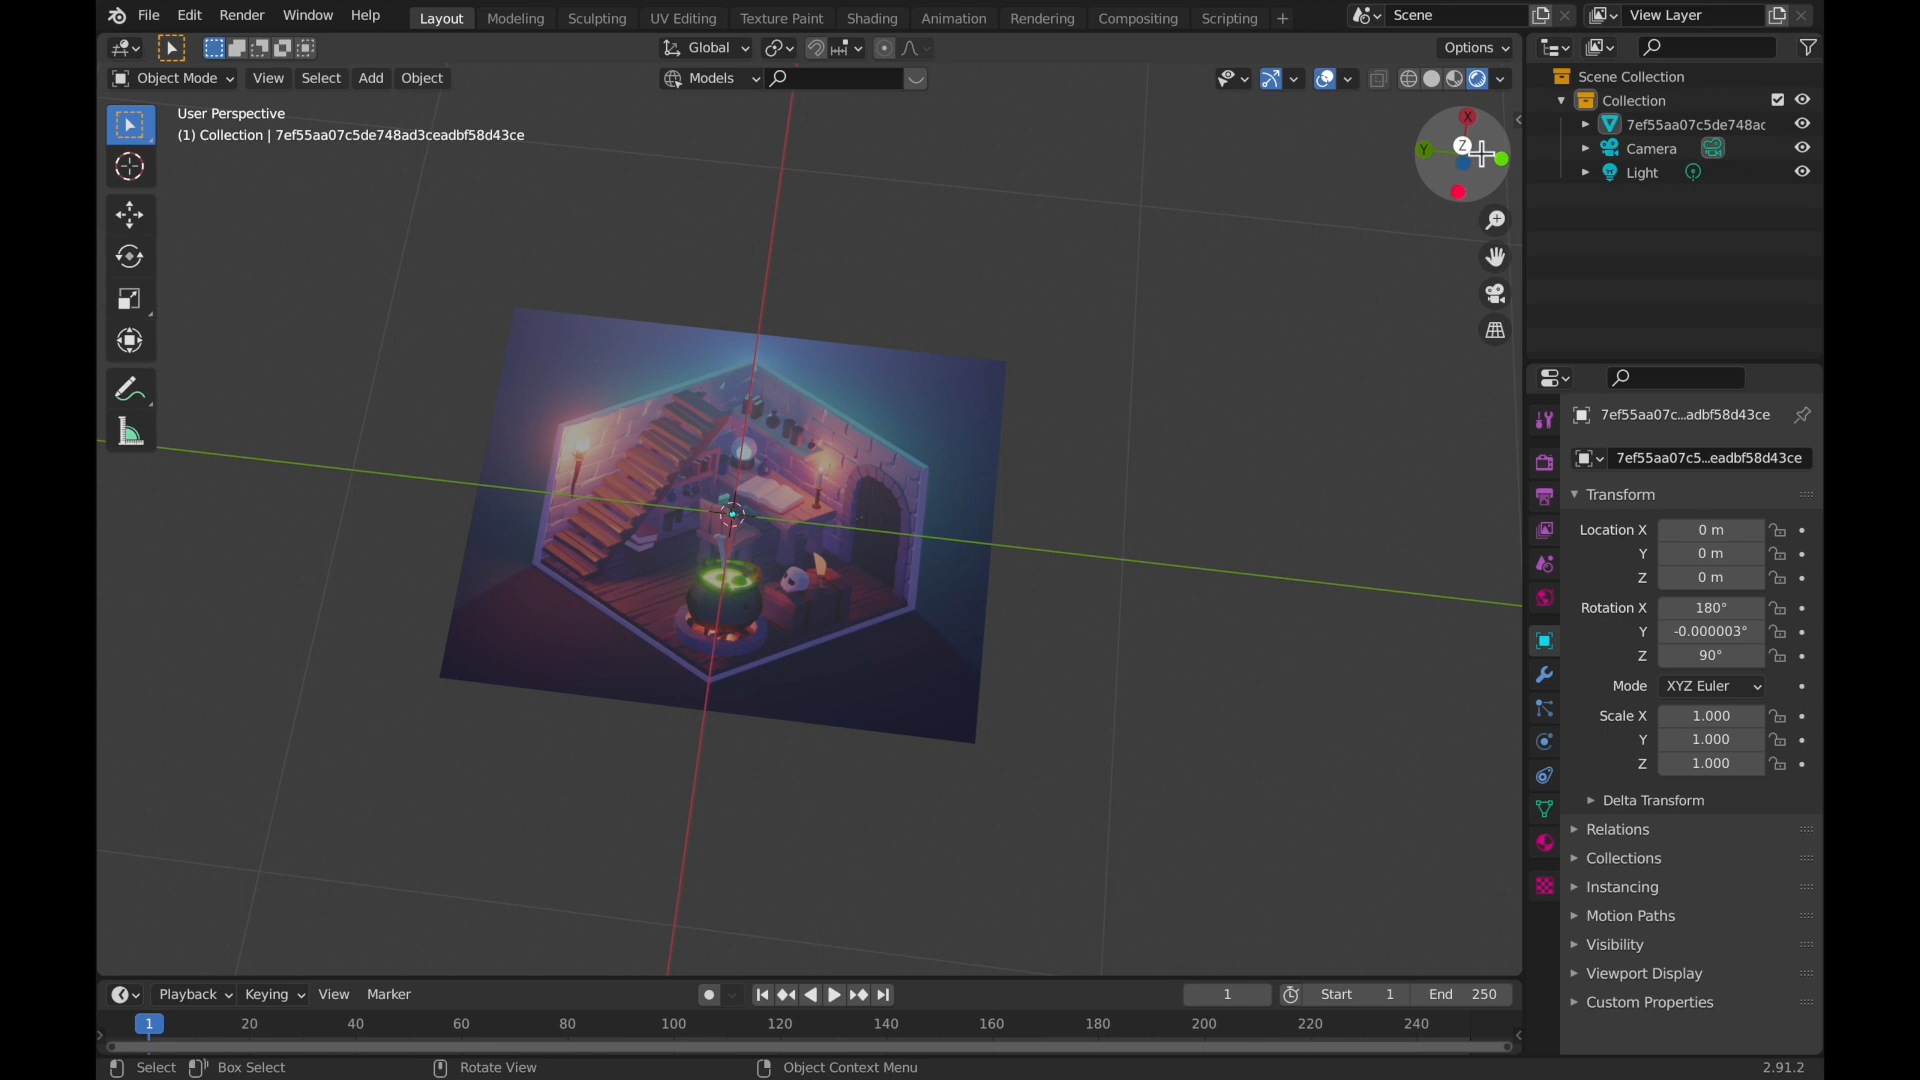 File Edit Render Window Help Layout Modeling Sculpting UV Editing Texture Paint Shading Animation Rendering Compositing Scripting + Scene View Layer
Global Options
Object Mode View Select Add Object Models
User Perspective
(1) Collection | 7ef55aa07c5de748ad3ceadbf58d43ce
X
Y Z
Scene Collection
Collection
7ef55aa07c5de748ac
Camera
Light
7ef55aa07c...adbf58d43ce
7ef55aa07c5...eadbf58d43ce
Transform
Location X 0 m
Y 0 m
Z 0 m
Rotation X 180°
Y -0.000003°
Z 90°
Mode XYZ Euler
Scale X 1.000
Y 1.000
Z 1.000
Delta Transform
Relations
Collections
Instancing
Motion Paths
Visibility
Viewport Display
Custom Properties
Playback Keying View Marker 1 Start 1 End 250
1 20 40 60 80 100 120 140 160 180 200 220 240
Select Box Select Rotate View Object Context Menu 2.91.2